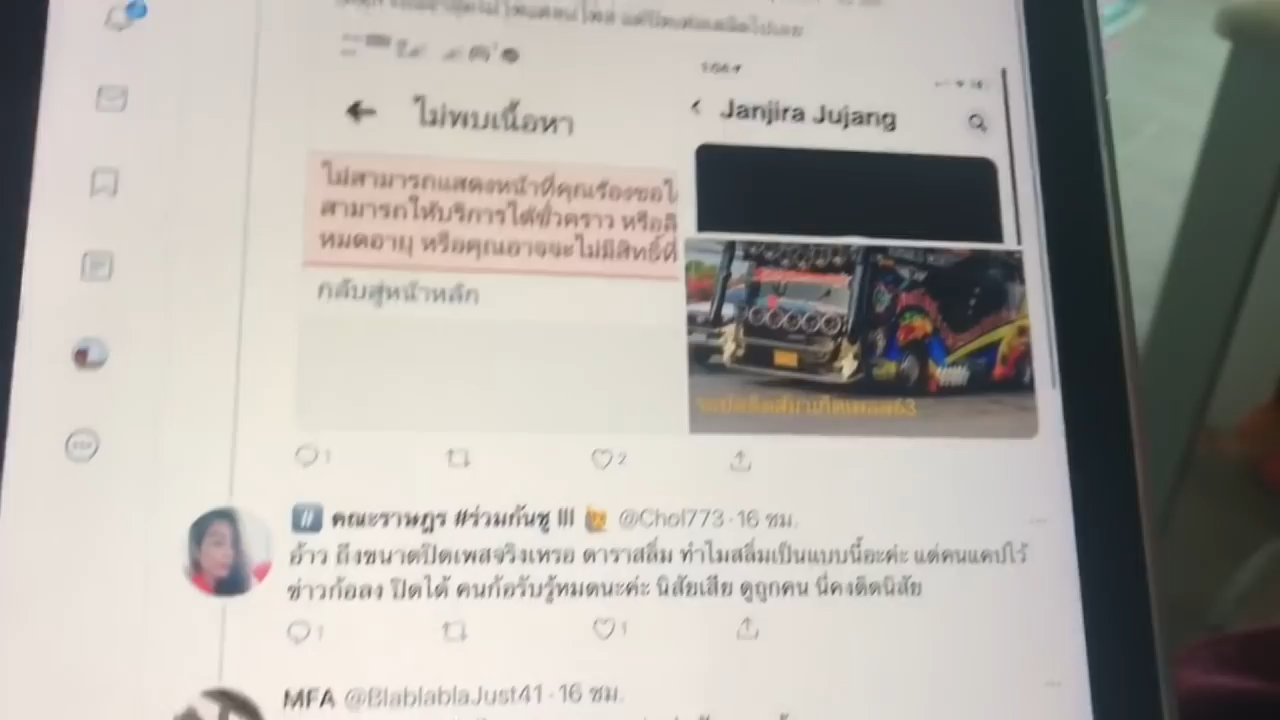 ไม่พบเนื้อหา
Janjira Jujang
ไม่สามารถแสดงหน้าที่คุณร้องขอไ
สามารถให้บริการได้ชั่วคราว หรือลิ
หมดอายุ หรือคุณอาจจะไม่มีสิทธิ์ที่
กลับสู่หน้าหลัก
1
2
คณะราษฎร #ร่วมกันชู III @Chol773 · 16 ชม.
อ้าว ถึงขนาดปิดเพสจริงเหรอ ดาราสลิ่ม ทำไมสลิ่มเป็นแบบนี้อะค่ะ แต่คนแคปไว้
ข่าวก้อลง ปิดได้ คนก้อรับรู้หมดนะค่ะ นิสัยเสีย ดูถูกคน นี่คงติดนิสัย
1
1
MFA @BlablablaJust41 · 16 ชม.